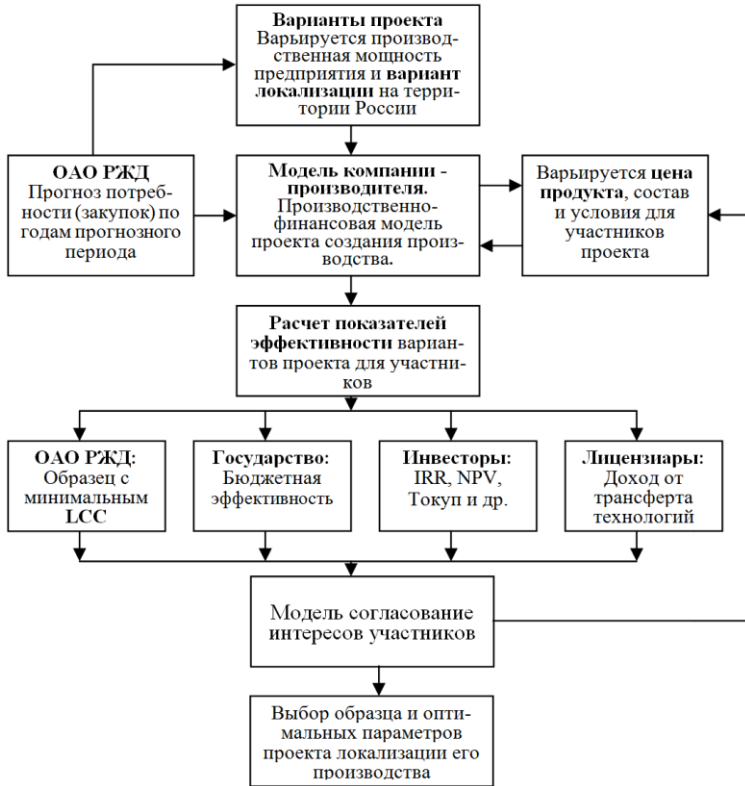 Варианты проекта
Варьируется производ-
ственная мощность
предприятия и вариант
локализации на терри-
тории России
ОАО РЖД
Прогноз потреб-
ности (закупок) по
годам прогнозного
периода
Модель компании -
производителя.
Производственно-
финансовая модель
проекта создания произ-
водства.
Варьируется цена
продукта, состав
и условия для
участников
проекта
Расчет показателей
эффективности вариан-
тов проекта для участни-
ков
ОАО РЖД:
Образец с
минимальным
LCC
Государство:
Бюджетная
эффективность
Инвесторы:
IRR, NPV,
Токуп и др.
Лицензиары:
Доход от
трансферта
технологий
Модель согласование
интересов участников
Выбор образца и опти-
мальных параметров
проекта локализации его
производства